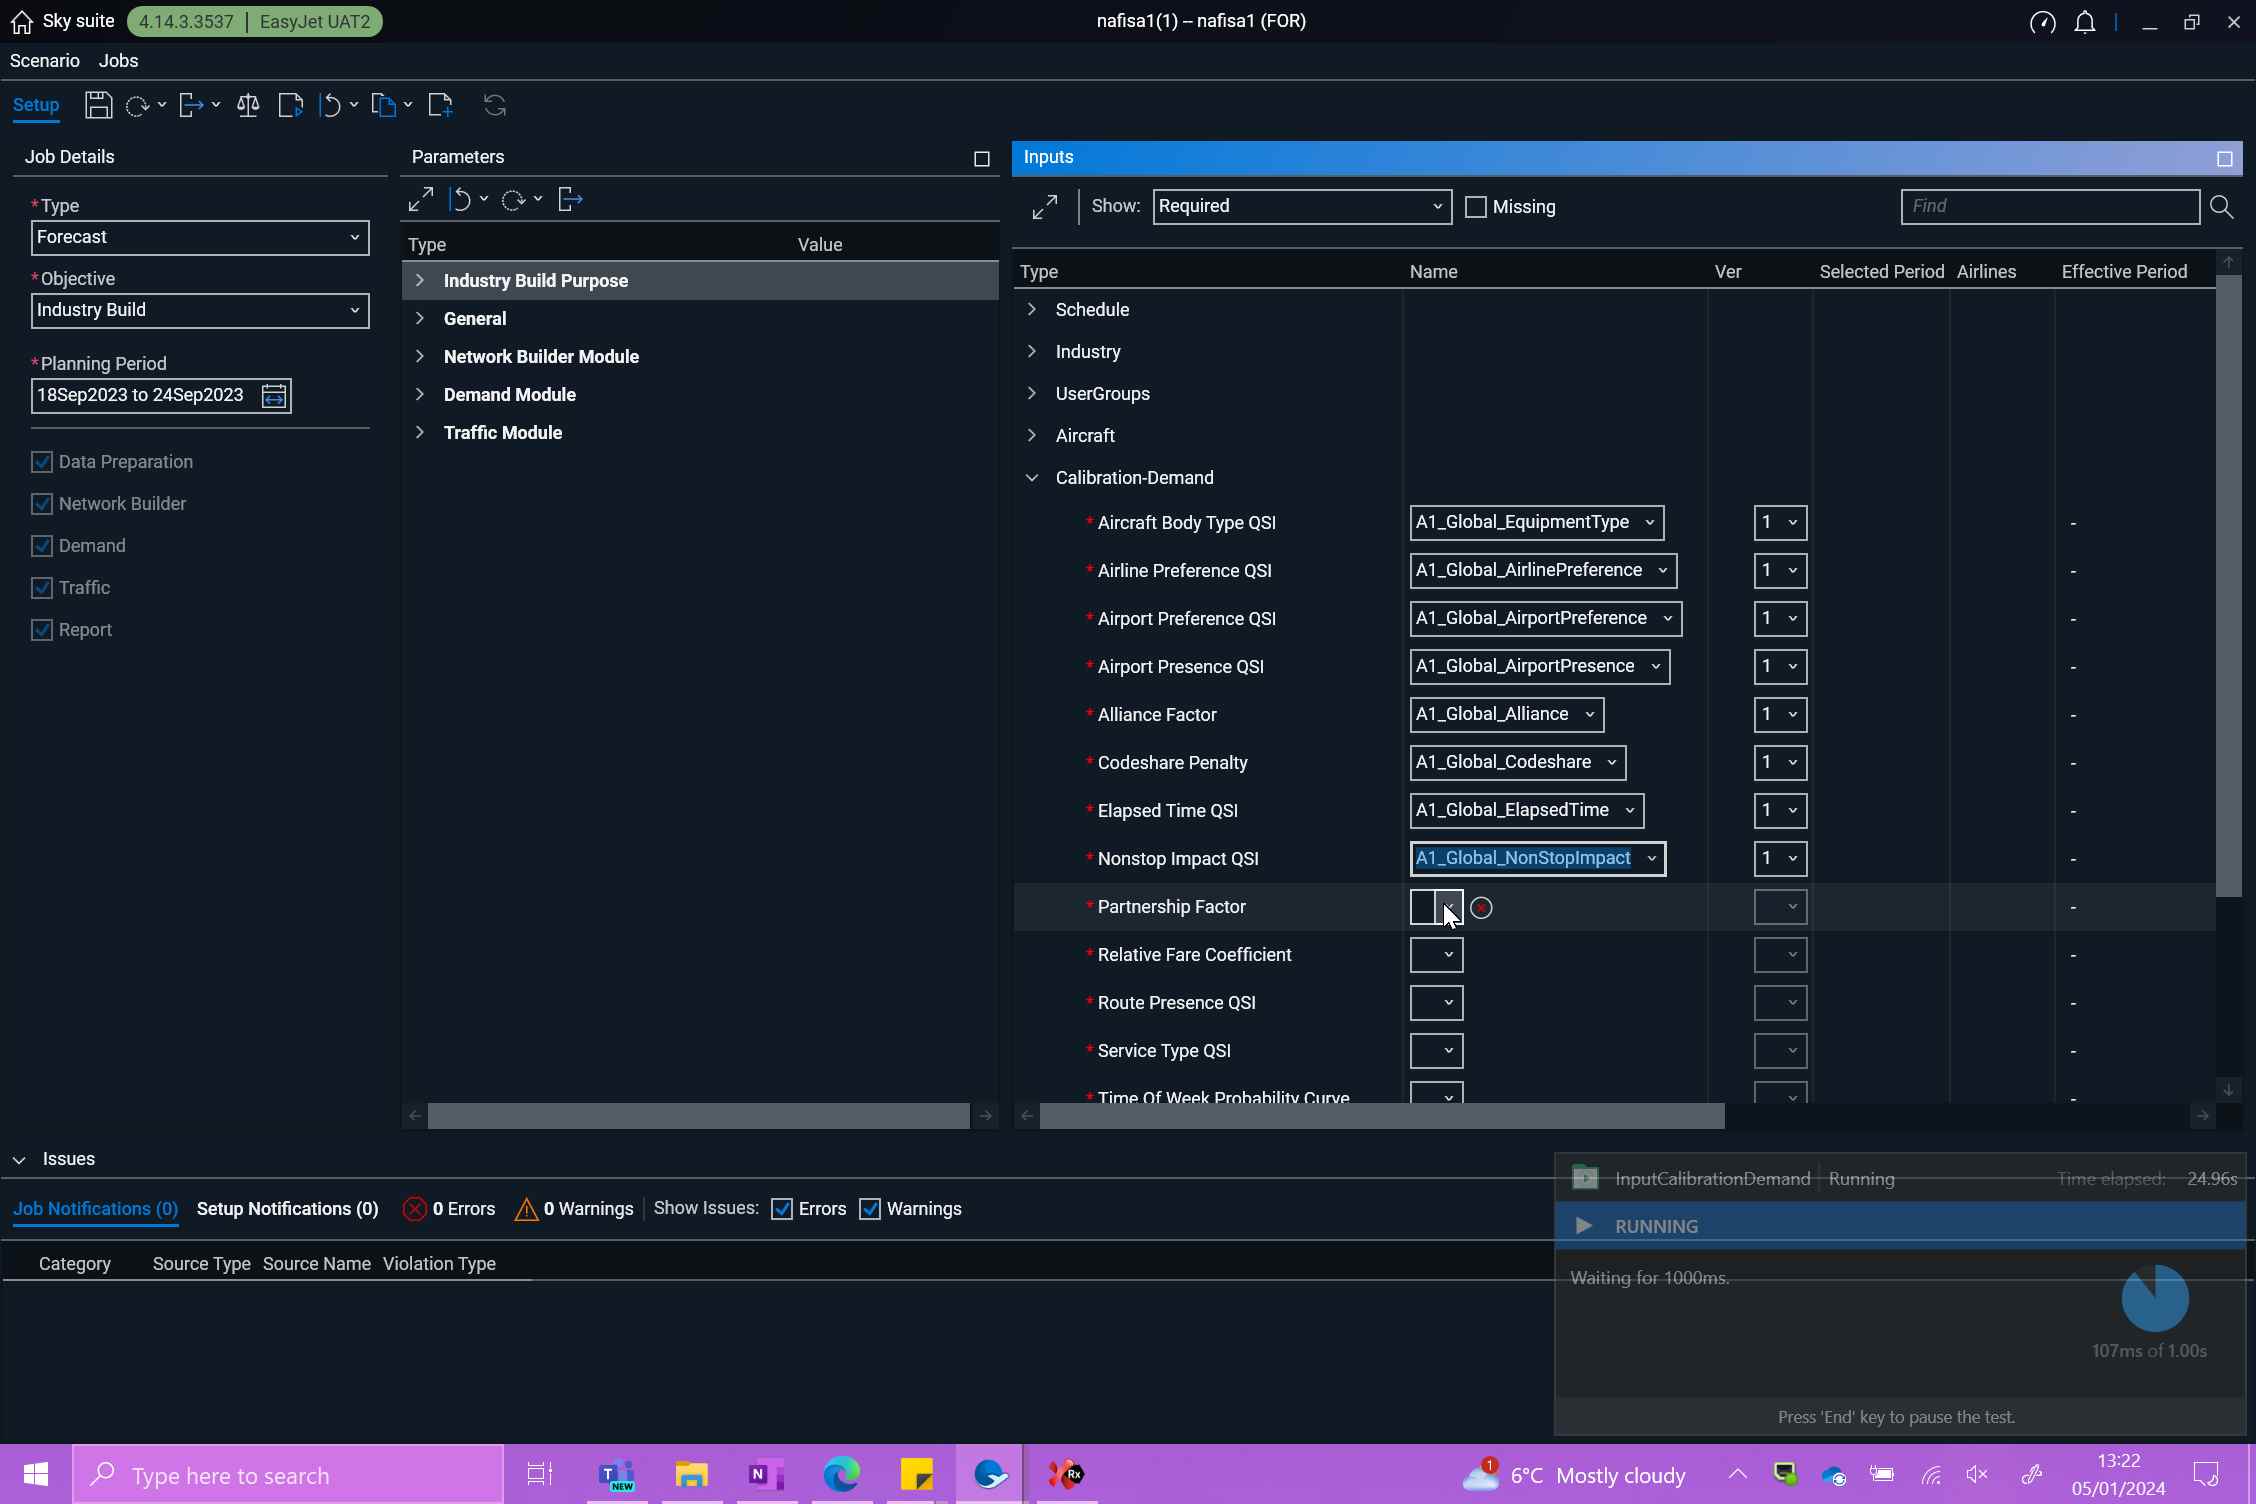 Sky suite 4.14.3.3537 | EasyJet UAT2 nafisa1(1) – nafisa1 (FOR)
Scenario Jobs
Setup
Job Details
*Type
Forecast
*Objective
Industry Build
*Planning Period
18Sep2023 to 24Sep2023
Data Preparation
Network Builder
Demand
Traffic
Report
Parameters
Type Value
Industry Build Purpose
General
Network Builder Module
Demand Module
Traffic Module
Inputs
Show: Required Missing Find
Type Name Ver Selected Period Airlines Effective Period
Schedule
Industry
UserGroups
Aircraft
Calibration-Demand
* Aircraft Body Type QSI A1_Global_EquipmentType 1 -
* Airline Preference QSI A1_Global_AirlinePreference 1 -
* Airport Preference QSI A1_Global_AirportPreference 1 -
* Airport Presence QSI A1_Global_AirportPresence 1 -
* Alliance Factor A1_Global_Alliance 1 -
* Codeshare Penalty A1_Global_Codeshare 1 -
* Elapsed Time QSI A1_Global_ElapsedTime 1 -
* Nonstop Impact QSI A1_Global_NonStopImpact 1 -
* Partnership Factor -
* Relative Fare Coefficient -
* Route Presence QSI -
* Service Type QSI -
* Time Of Week Probability Curve -
Issues
Job Notifications (0) Setup Notifications (0) 0 Errors 0 Warnings Show Issues: Errors Warnings
Category Source Type Source Name Violation Type
InputCalibrationDemand Running Time elapsed: 24.96s
RUNNING
Waiting for 1000ms.
107ms of 1.00s
Press 'End' key to pause the test.
Type here to search
T
NEW
N
Rx
1
6°C Mostly cloudy
13:22
05/01/2024